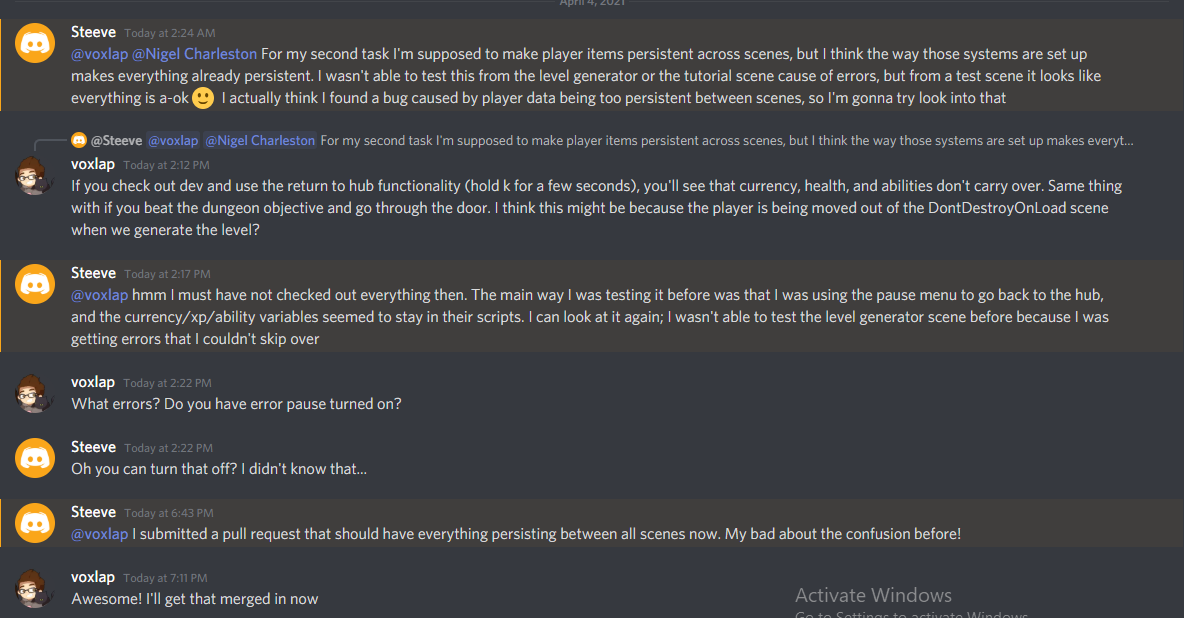 April 4, 2021
Steeve Today at 2:24 AM
@voxlap @Nigel Charleston For my second task I'm supposed to make player items persistent across scenes, but I think the way those systems are set up
makes everything already persistent. I wasn't able to test this from the level generator or the tutorial scene cause of errors, but from a test scene it looks like
everything is a-ok 🙂 I actually think I found a bug caused by player data being too persistent between scenes, so I'm gonna try look into that
@Steeve @voxlap @Nigel Charleston For my second task I'm supposed to make player items persistent across scenes, but I think the way those systems are set up makes everyt...
voxlap Today at 2:12 PM
If you check out dev and use the return to hub functionality (hold k for a few seconds), you'll see that currency, health, and abilities don't carry over. Same thing
with if you beat the dungeon objective and go through the door. I think this might be because the player is being moved out of the DontDestroyOnLoad scene
when we generate the level?
Steeve Today at 2:17 PM
@voxlap hmm I must have not checked out everything then. The main way I was testing it before was that I was using the pause menu to go back to the hub,
and the currency/xp/ability variables seemed to stay in their scripts. I can look at it again; I wasn't able to test the level generator scene before because I was
getting errors that I couldn't skip over
voxlap Today at 2:22 PM
What errors? Do you have error pause turned on?
Steeve Today at 2:22 PM
Oh you can turn that off? I didn't know that...
Steeve Today at 6:43 PM
@voxlap I submitted a pull request that should have everything persisting between all scenes now. My bad about the confusion before!
voxlap Today at 7:11 PM
Awesome! I'll get that merged in now
Activate Windows
Go to Settings to activate Windows.